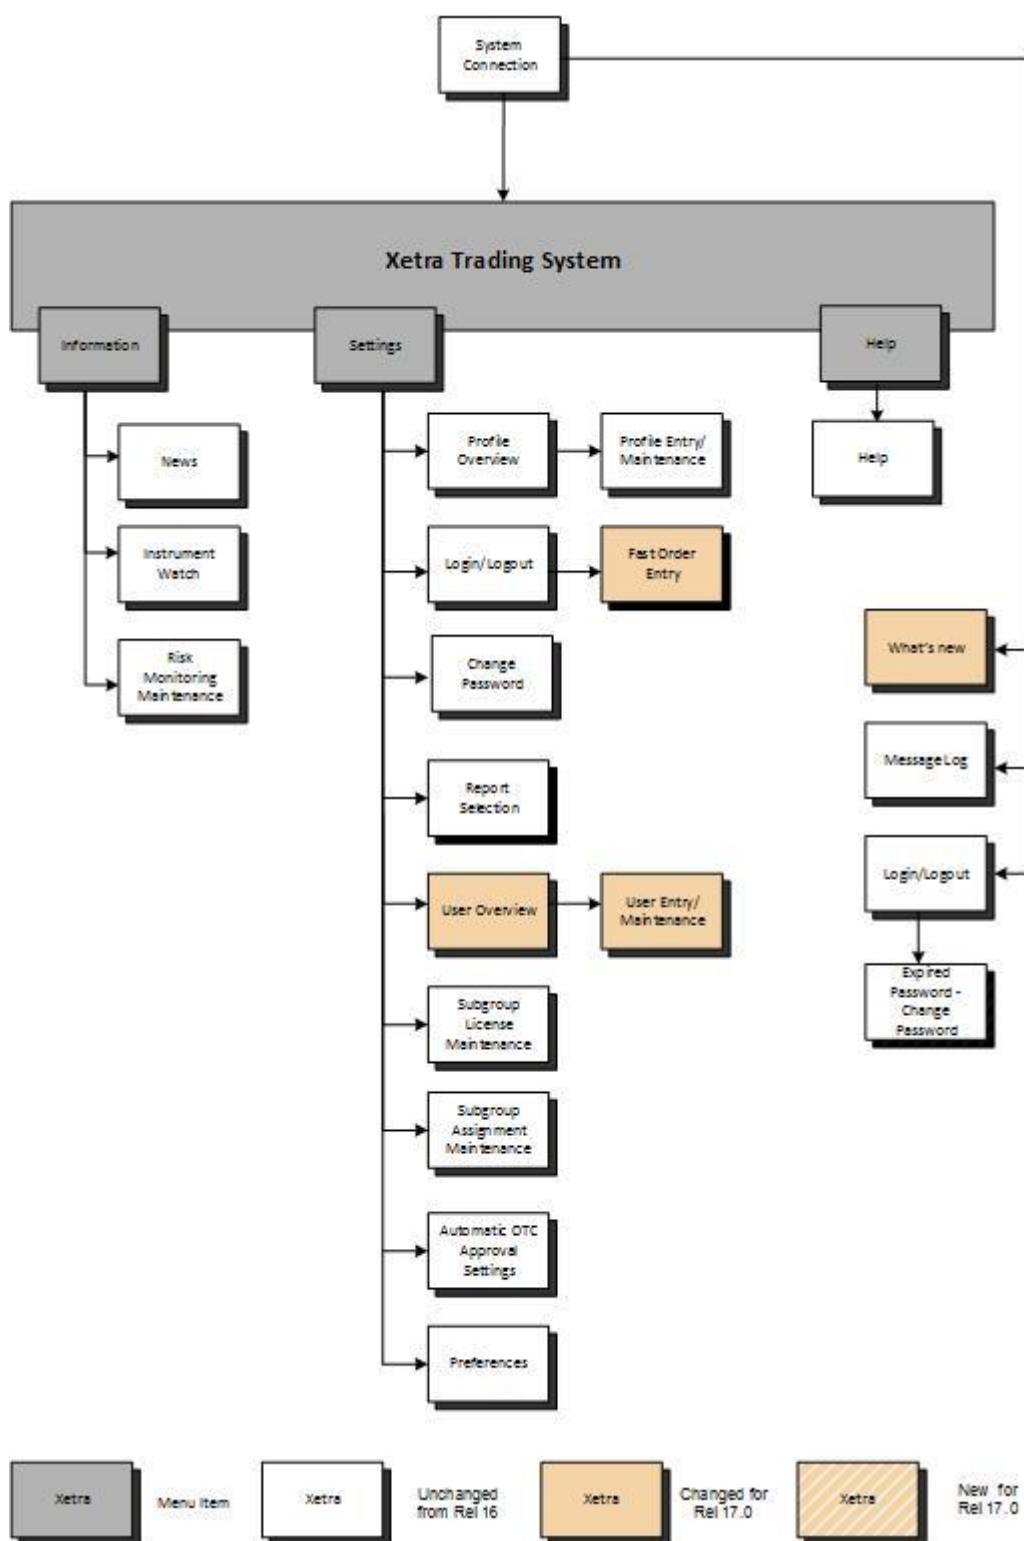 System
Connection
Xetra Trading System
Information
Settings
Help
News
Instrument
Watch
Risk
Monitoring
Maintenance
Profile
Overview
Profile Entry/
Maintenance
Login/Logout
Fast Order
Entry
Change
Password
Report
Selection
User Overview
User Entry/
Maintenance
Subgroup
License
Maintenance
Subgroup
Assignment
Maintenance
Automatic OTC
Approval
Settings
Preferences
Help
What's new
Message Log
Login/Logout
Expired
Password -
Change
Password
Xetra
Menu Item
Xetra
Unchanged
from Rel 16
Xetra
Changed for
Rel 17.0
Xetra
New for
Rel 17.0